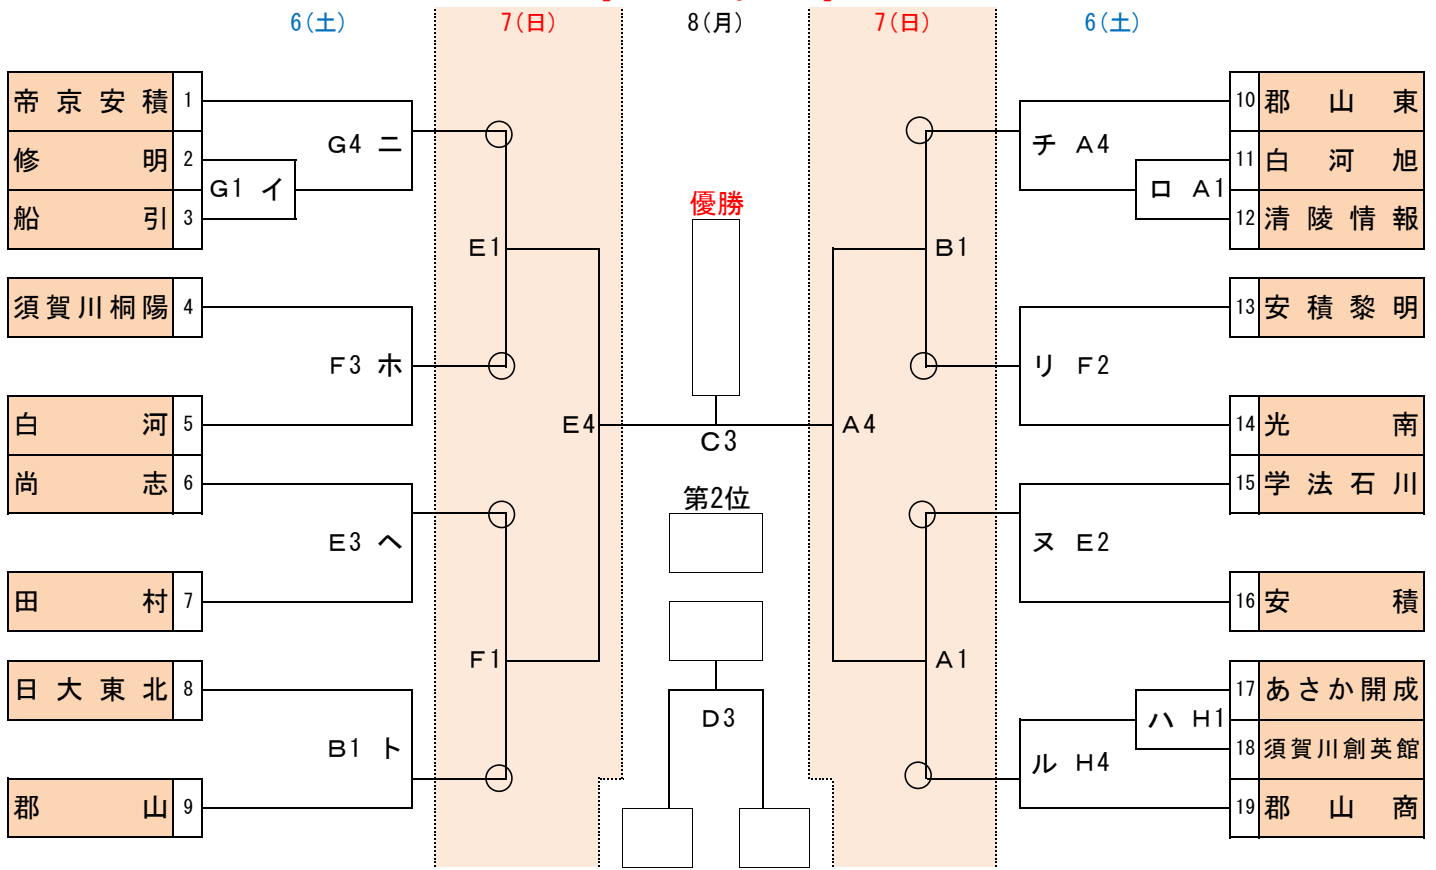 6(土) 7(日) 8(月) 7(日) 6(土)
帝京安積 1
修明 2
船引 3
須賀川桐陽 4
白河 5
尚志 6
田村 7
日大東北 8
郡山 9
G4 ニ
G1 イ
F3 ホ
E3 ヘ
B1 ト
E1
F1
E4
優勝
C3
第2位
D3
A4
B1
A1
チ A4
ロ A1
リ F2
ヌ E2
ハ H1
ル H4
10 郡山東
11 白河旭
12 清陵情報
13 安積黎明
14 光南
15 学法石川
16 安積
17 あさか開成
18 須賀川創英館
19 郡山商